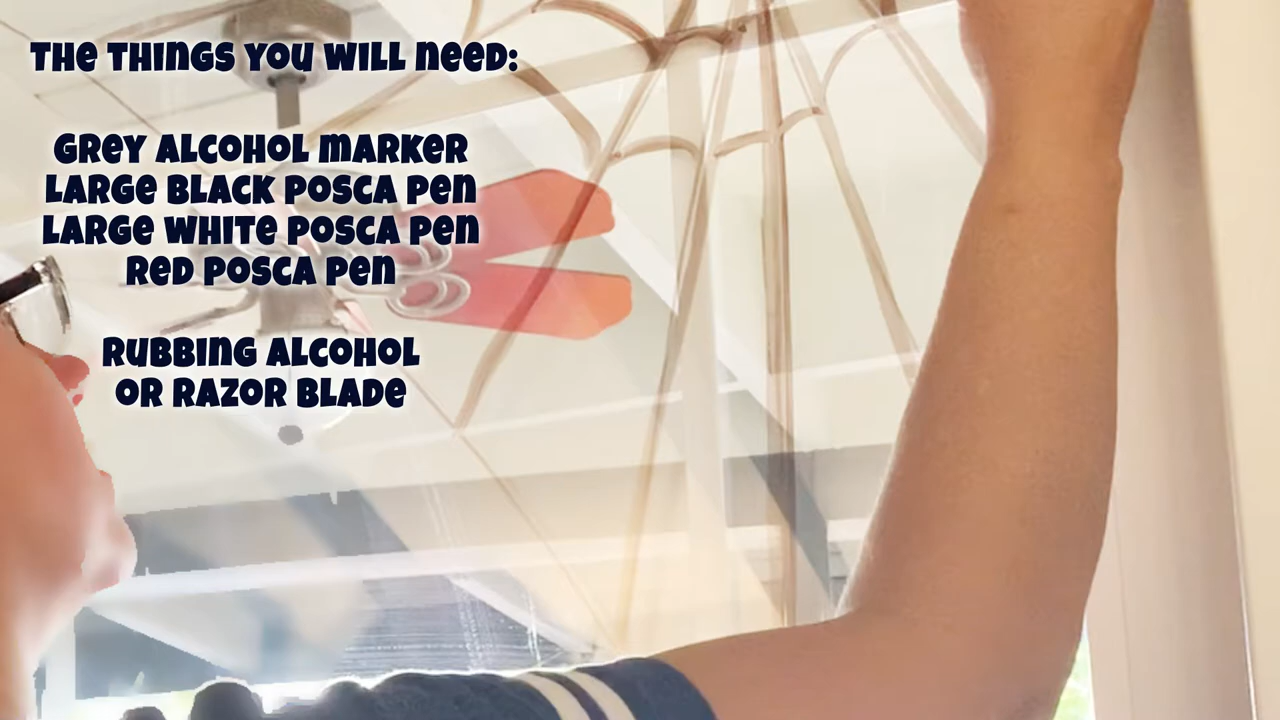 THE THINGS YOU WILL NEED:
GREY ALCOHOL MARKER
LARGE BLACK POSCA PEN
LARGE WHITE POSCA PEN
RED POSCA PEN
RUBBING ALCOHOL
OR RAZOR BLADE